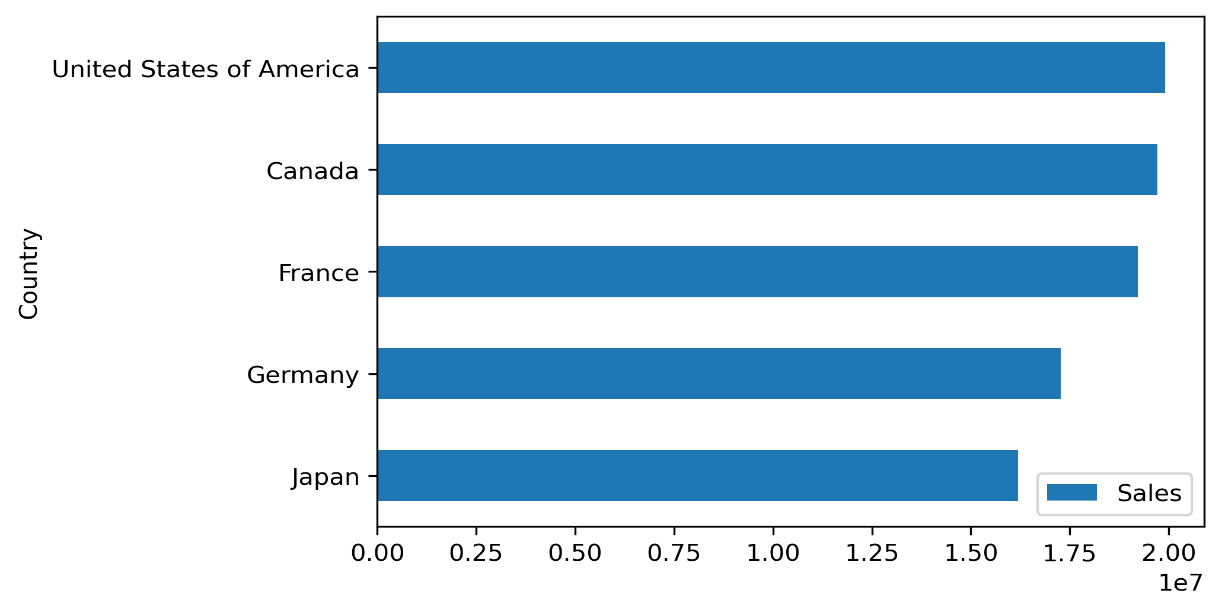 United States of America
Canada
France
Germany
Japan
Country
Sales
0.00 0.25 0.50 0.75 1.00 1.25 1.50 1.75 2.00
1e7